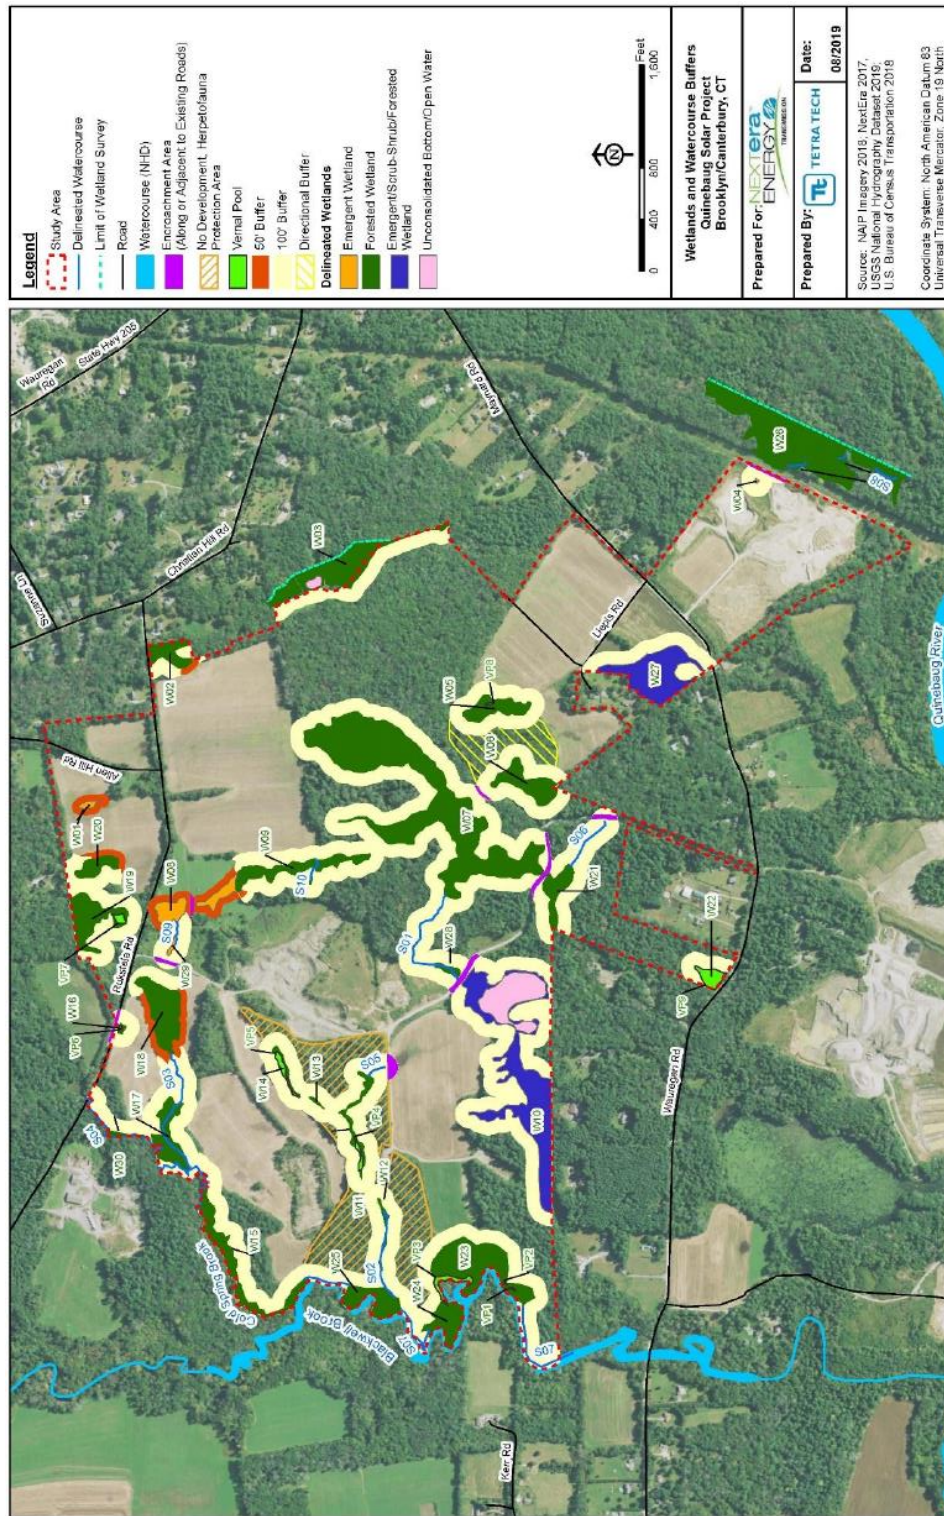 Legend
Study Area
Delineated Watercourse
Limit of Wetland Survey
Road
Watercourse (NHD)
Encroachment Area
(Along or Adjacent to Existing Roads)
No Development, Herpetofauna
Protection Area
Vernal Pool
50' Buffer
100' Buffer
Directional Buffer
Delineated Wetlands
Emergent Wetland
Forested Wetland
Emergent/Scrub-Shrub/Forested
Wetland
Unconsolidated Bottom/Open Water
N
0 400 800 1,600
Feet
Wetlands and Watercourse Buffers
Quinebaug Solar Project
Brooklyn/Canterbury, CT
Prepared For:
NEXTera
ENERGY
TRANSMISSION
Prepared By:
TETRA TECH
Date:
08/2019
Source: NAIP Imagery 2018, NextEra 2017,
USGS National Hydrography Dataset 2019;
U.S. Bureau of Census Transportation 2018
Coordinate System: North American Datum 83
Universal Transverse Mercator Zone 19 North
Wauregan
Rd
State Hwy 205
Suzanne Ln
Christian Hill Rd
Allen Hill Rd
Rukstela Rd
Maynard Rd
Liepis Rd
Wauregan Rd
Kerr Rd
Quinebaug River
Cold Spring Brook
Blackwell Brook
W01
W02
W03
W04
W05
W06
W07
W08
W09
W10
W11
W12
W13
W14
W15
W16
W17
W18
W19
W20
W21
W22
W23
W24
W25
W26
W27
W28
W29
W30
S01
S02
S03
S04
S05
S06
S07
S07
S08
S09
S10
VP1
VP2
VP3
VP4
VP5
VP6
VP7
VP8
VP9